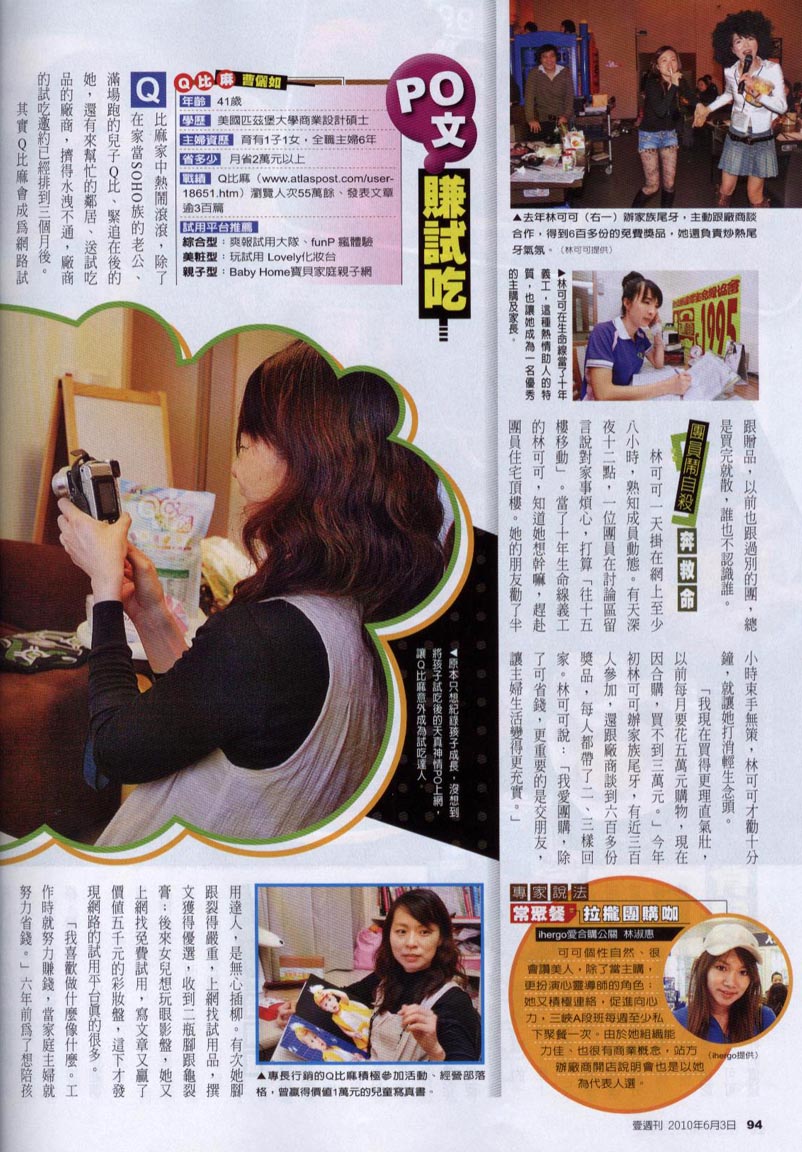 ▲去年林可可（右一）辦家族尾牙，主動跟廠商談
合作，得到6百多份的免費獎品，她還負責炒熱尾
牙氣氛。（林可可提供）
▶林可可在生命線當了十年
義工，這種熱情助人的特
質，也讓她成為一名優秀
的主購及家長。
1995
跟贈品，以前也跟過別的團，總
是買完就散，誰也不認識誰。
團員鬧自殺 奔救命
林可可一天掛在網上至少
八小時，熟知成員動態。有天深
夜十二點，一位團員在討論區留
言說對家事煩心，打算「往十五
樓移動」。當了十年生命線義工
的林可可，知道她想幹嘛，趕赴
團員住宅頂樓。她的朋友勸了半
小時束手無策，林可可才勸十分
鐘，就讓她打消輕生念頭。
「我現在買得更理直氣壯，
以前每月要花五萬元購物，現在
因合購，買不到三萬元。」今年
初林可可辦家族尾牙，有近三百
人參加，還跟廠商談到六百多份
獎品，每人都帶了二、三樣回
家。林可可說：「我愛團購，除
了可省錢，更重要的是交朋友，
讓主婦生活變得更充實。」
專家說法
常聚餐 拉攏團購咖
ihergo愛合購公關 林淑惠
可可個性自然、很
會讚美人，除了當主購，
更扮演心靈導師的角色；
她又積極連絡，促進向心
力，三峽A段班每週至少私
下聚餐一次。由於她組織能
力佳、也很有商業概念，站方
辦廠商開店說明會也是以她
為代表人選。
（ihergo提供）
PO文 賺試吃
Q比麻 曹儷如
年齡 41歲
學歷 美國匹茲堡大學商業設計碩士
主婦資歷 育有1子1女，全職主婦6年
省多少 月省2萬元以上
戰績 Q比麻（www.atlaspost.com/user-
18651.htm）瀏覽人次55萬餘、發表文章
逾3百篇
試用平台推薦
綜合型：爽報試用大隊、funP 瘋體驗
美妝型：玩試用 Lovely化妝台
親子型：Baby Home寶貝家庭親子網
Q比麻家中熱鬧滾滾，除了
在家當SOHO族的老公、
滿場跑的兒子Q比、緊追在後的
她，還有來幫忙的鄰居、送試吃
品的廠商，擠得水洩不通，廠商
的試吃邀約已經排到三個月後。
其實Q比麻會成為網路試
◀原本只想紀錄孩子成長，沒想到
將孩子試吃後的天真神情PO上網，
讓Q比麻意外成為試吃達人。
用達人，是無心插柳。有次她腳
跟裂得嚴重，上網找試用品，撰
文獲得優選，收到二瓶腳跟龜裂
膏；後來女兒想玩眼影盤，她又
上網找免費試用，寫文章又贏了
價值五千元的彩妝盤，這下才發
現網路的試用平台真的很多。
「我喜歡做什麼像什麼。工
作時就努力賺錢，當家庭主婦就
努力省錢。」六年前為了想陪孩
▲專長行銷的Q比麻積極參加活動、經營部落
格，曾贏得價值1萬元的兒童寫真書。
壹週刊 2010年6月3日 94